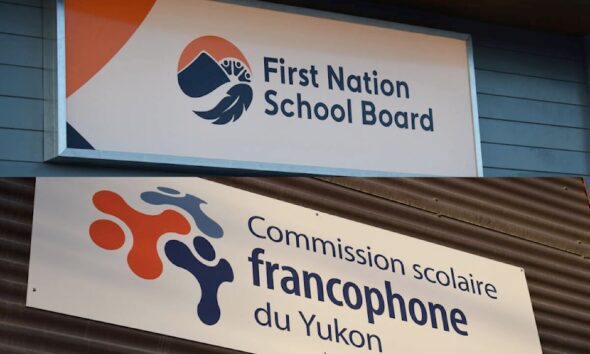 First Nation
School Board
Commission scolaire
francophone
du Yukon